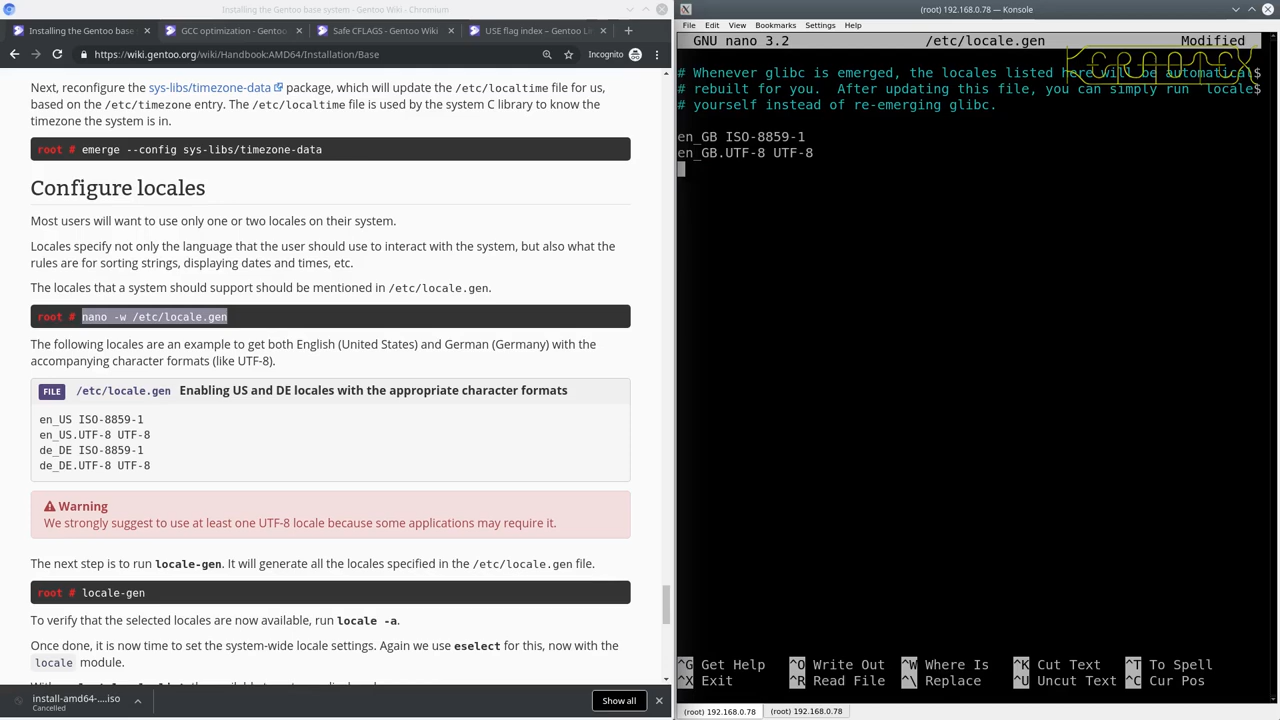 Installing the Gentoo base system - Gentoo Wiki - Chromium
Installing the Gentoo base
GCC optimization - Gentoo
Safe CFLAGS - Gentoo Wiki
USE flag index – Gentoo Li
https://wiki.gentoo.org/wiki/Handbook:AMD64/Installation/Base
Incognito
Next, reconfigure the sys-libs/timezone-data package, which will update the /etc/localtime file for us,
based on the /etc/timezone entry. The /etc/localtime file is used by the system C library to know the
timezone the system is in.
root # emerge --config sys-libs/timezone-data
Configure locales
Most users will want to use only one or two locales on their system.
Locales specify not only the language that the user should use to interact with the system, but also what the
rules are for sorting strings, displaying dates and times, etc.
The locales that a system should support should be mentioned in /etc/locale.gen.
root # nano -w /etc/locale.gen
The following locales are an example to get both English (United States) and German (Germany) with the
accompanying character formats (like UTF-8).
FILE /etc/locale.gen Enabling US and DE locales with the appropriate character formats
en_US ISO-8859-1
en_US.UTF-8 UTF-8
de_DE ISO-8859-1
de_DE.UTF-8 UTF-8
Warning
We strongly suggest to use at least one UTF-8 locale because some applications may require it.
The next step is to run locale-gen. It will generate all the locales specified in the /etc/locale.gen file.
root # locale-gen
To verify that the selected locales are now available, run locale -a.
Once done, it is now time to set the system-wide locale settings. Again we use eselect for this, now with the
locale module.
install-amd64-....iso
Cancelled
Show all
(root) 192.168.0.78 — Konsole
File Edit View Bookmarks Settings Help
GNU nano 3.2 /etc/locale.gen Modified
# Whenever glibc is emerged, the locales listed here will be automatical$
# rebuilt for you. After updating this file, you can simply run `locale$
# yourself instead of re-emerging glibc.
en_GB ISO-8859-1
en_GB.UTF-8 UTF-8
^G Get Help ^O Write Out ^W Where Is ^K Cut Text ^T To Spell
^X Exit ^R Read File ^\ Replace ^U Uncut Text ^C Cur Pos
(root) 192.168.0.78 (root) 192.168.0.78